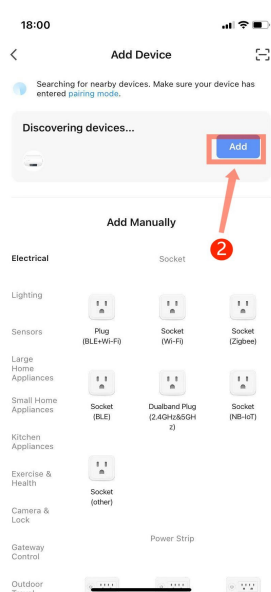 18:00
Add Device
Searching for nearby devices. Make sure your device has
entered pairing mode.
Discovering devices...
Add
Add Manually
2
Electrical
Socket
Lighting
Sensors
Large
Home
Appliances
Small Home
Appliances
Kitchen
Appliances
Exercise &
Health
Camera &
Lock
Gateway
Control
Outdoor
Plug
(BLE+Wi-Fi)
Socket
(Wi-Fi)
Socket
(Zigbee)
Socket
(BLE)
Dualband Plug
(2.4GHz&5GH
z)
Socket
(NB-IoT)
Socket
(other)
Power Strip